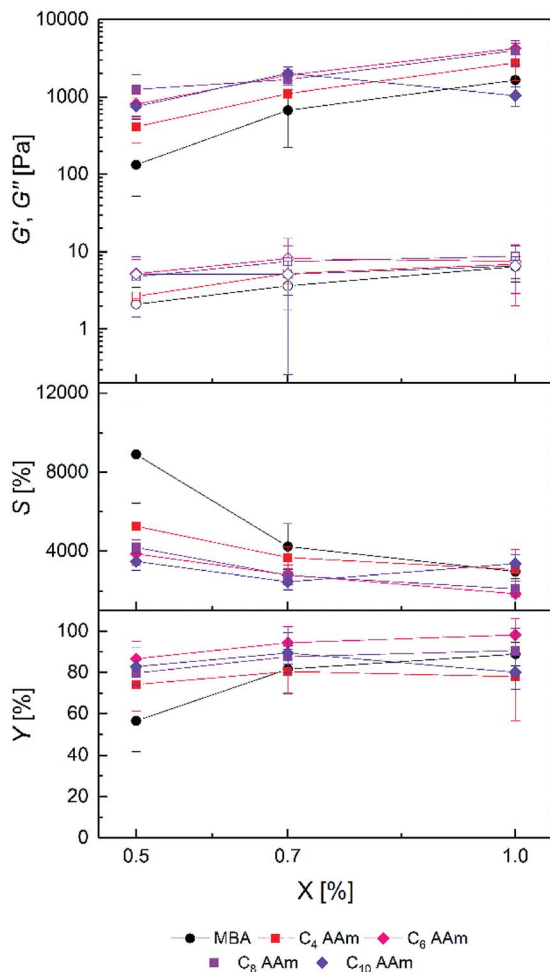 10000
1000
100
10
1
G', G'' [Pa]
12000
8000
4000
S [%]
100
80
60
40
20
0
Y [%]
0.5 0.7 1.0
X [%]
MBA C₄ AAm C₆ AAm
C₈ AAm C₁₀ AAm